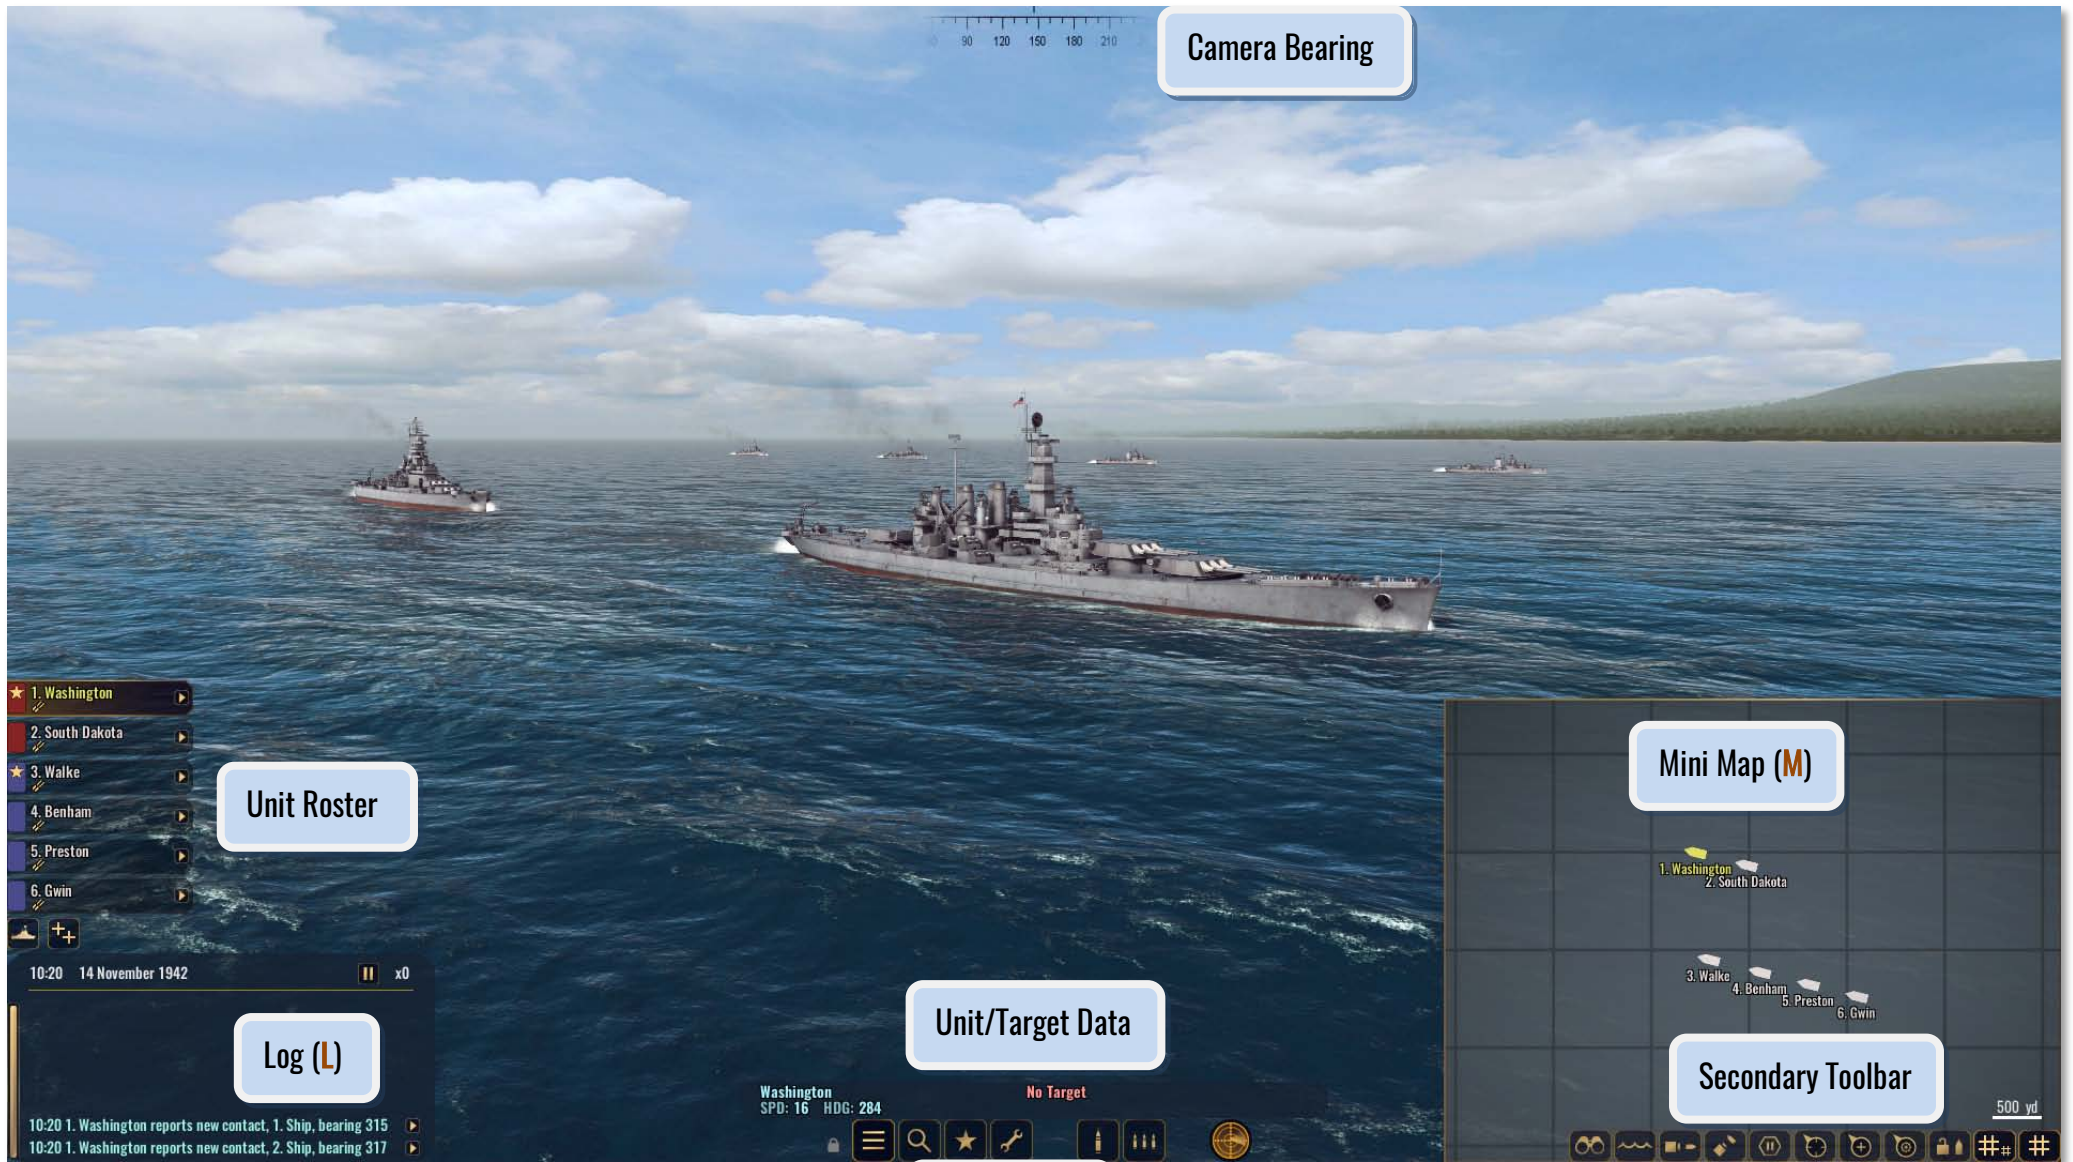 90 120 150 180 210
Camera Bearing
1. Washington
2. South Dakota
3. Walke
4. Benham
5. Preston
6. Gwin
Unit Roster
10:20 14 November 1942 x0
Log (L)
10:20 1. Washington reports new contact, 1. Ship, bearing 315
10:20 1. Washington reports new contact, 2. Ship, bearing 317
Unit/Target Data
Washington No Target
SPD: 16 HDG: 284
Mini Map (M)
1. Washington
2. South Dakota
3. Walke
4. Benham
5. Preston
6. Gwin
Secondary Toolbar
500 yd